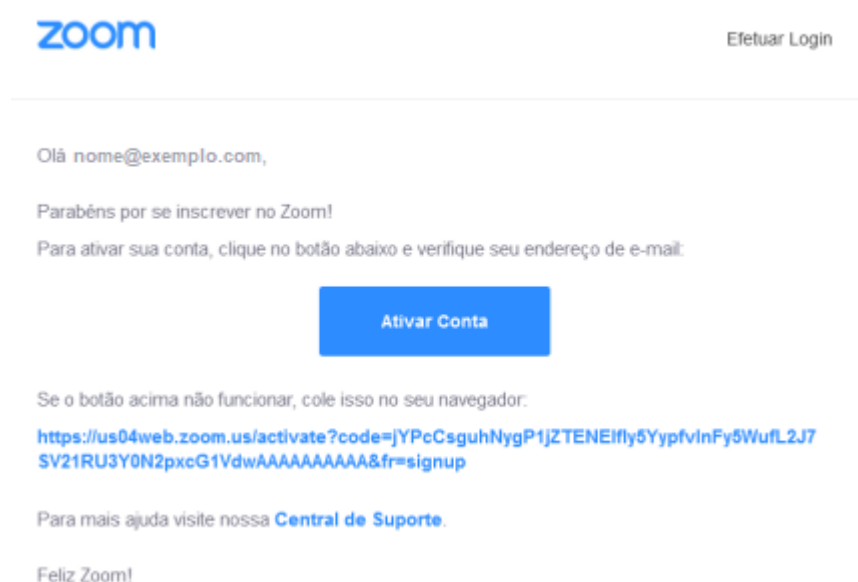 zoom
Efetuar Login
Olá nome@exemplo.com,
Parabéns por se inscrever no Zoom!
Para ativar sua conta, clique no botão abaixo e verifique seu endereço de e-mail:
Ativar Conta
Se o botão acima não funcionar, cole isso no seu navegador:
https://us04web.zoom.us/activate?code=jYPcCsguhNygP1jZTENElfly5YypfvlnFy5WufL2J7
SV21RU3Y0N2pxcG1VdwAAAAAAAAAA&fr=signup
Para mais ajuda visite nossa Central de Suporte.
Feliz Zoom!